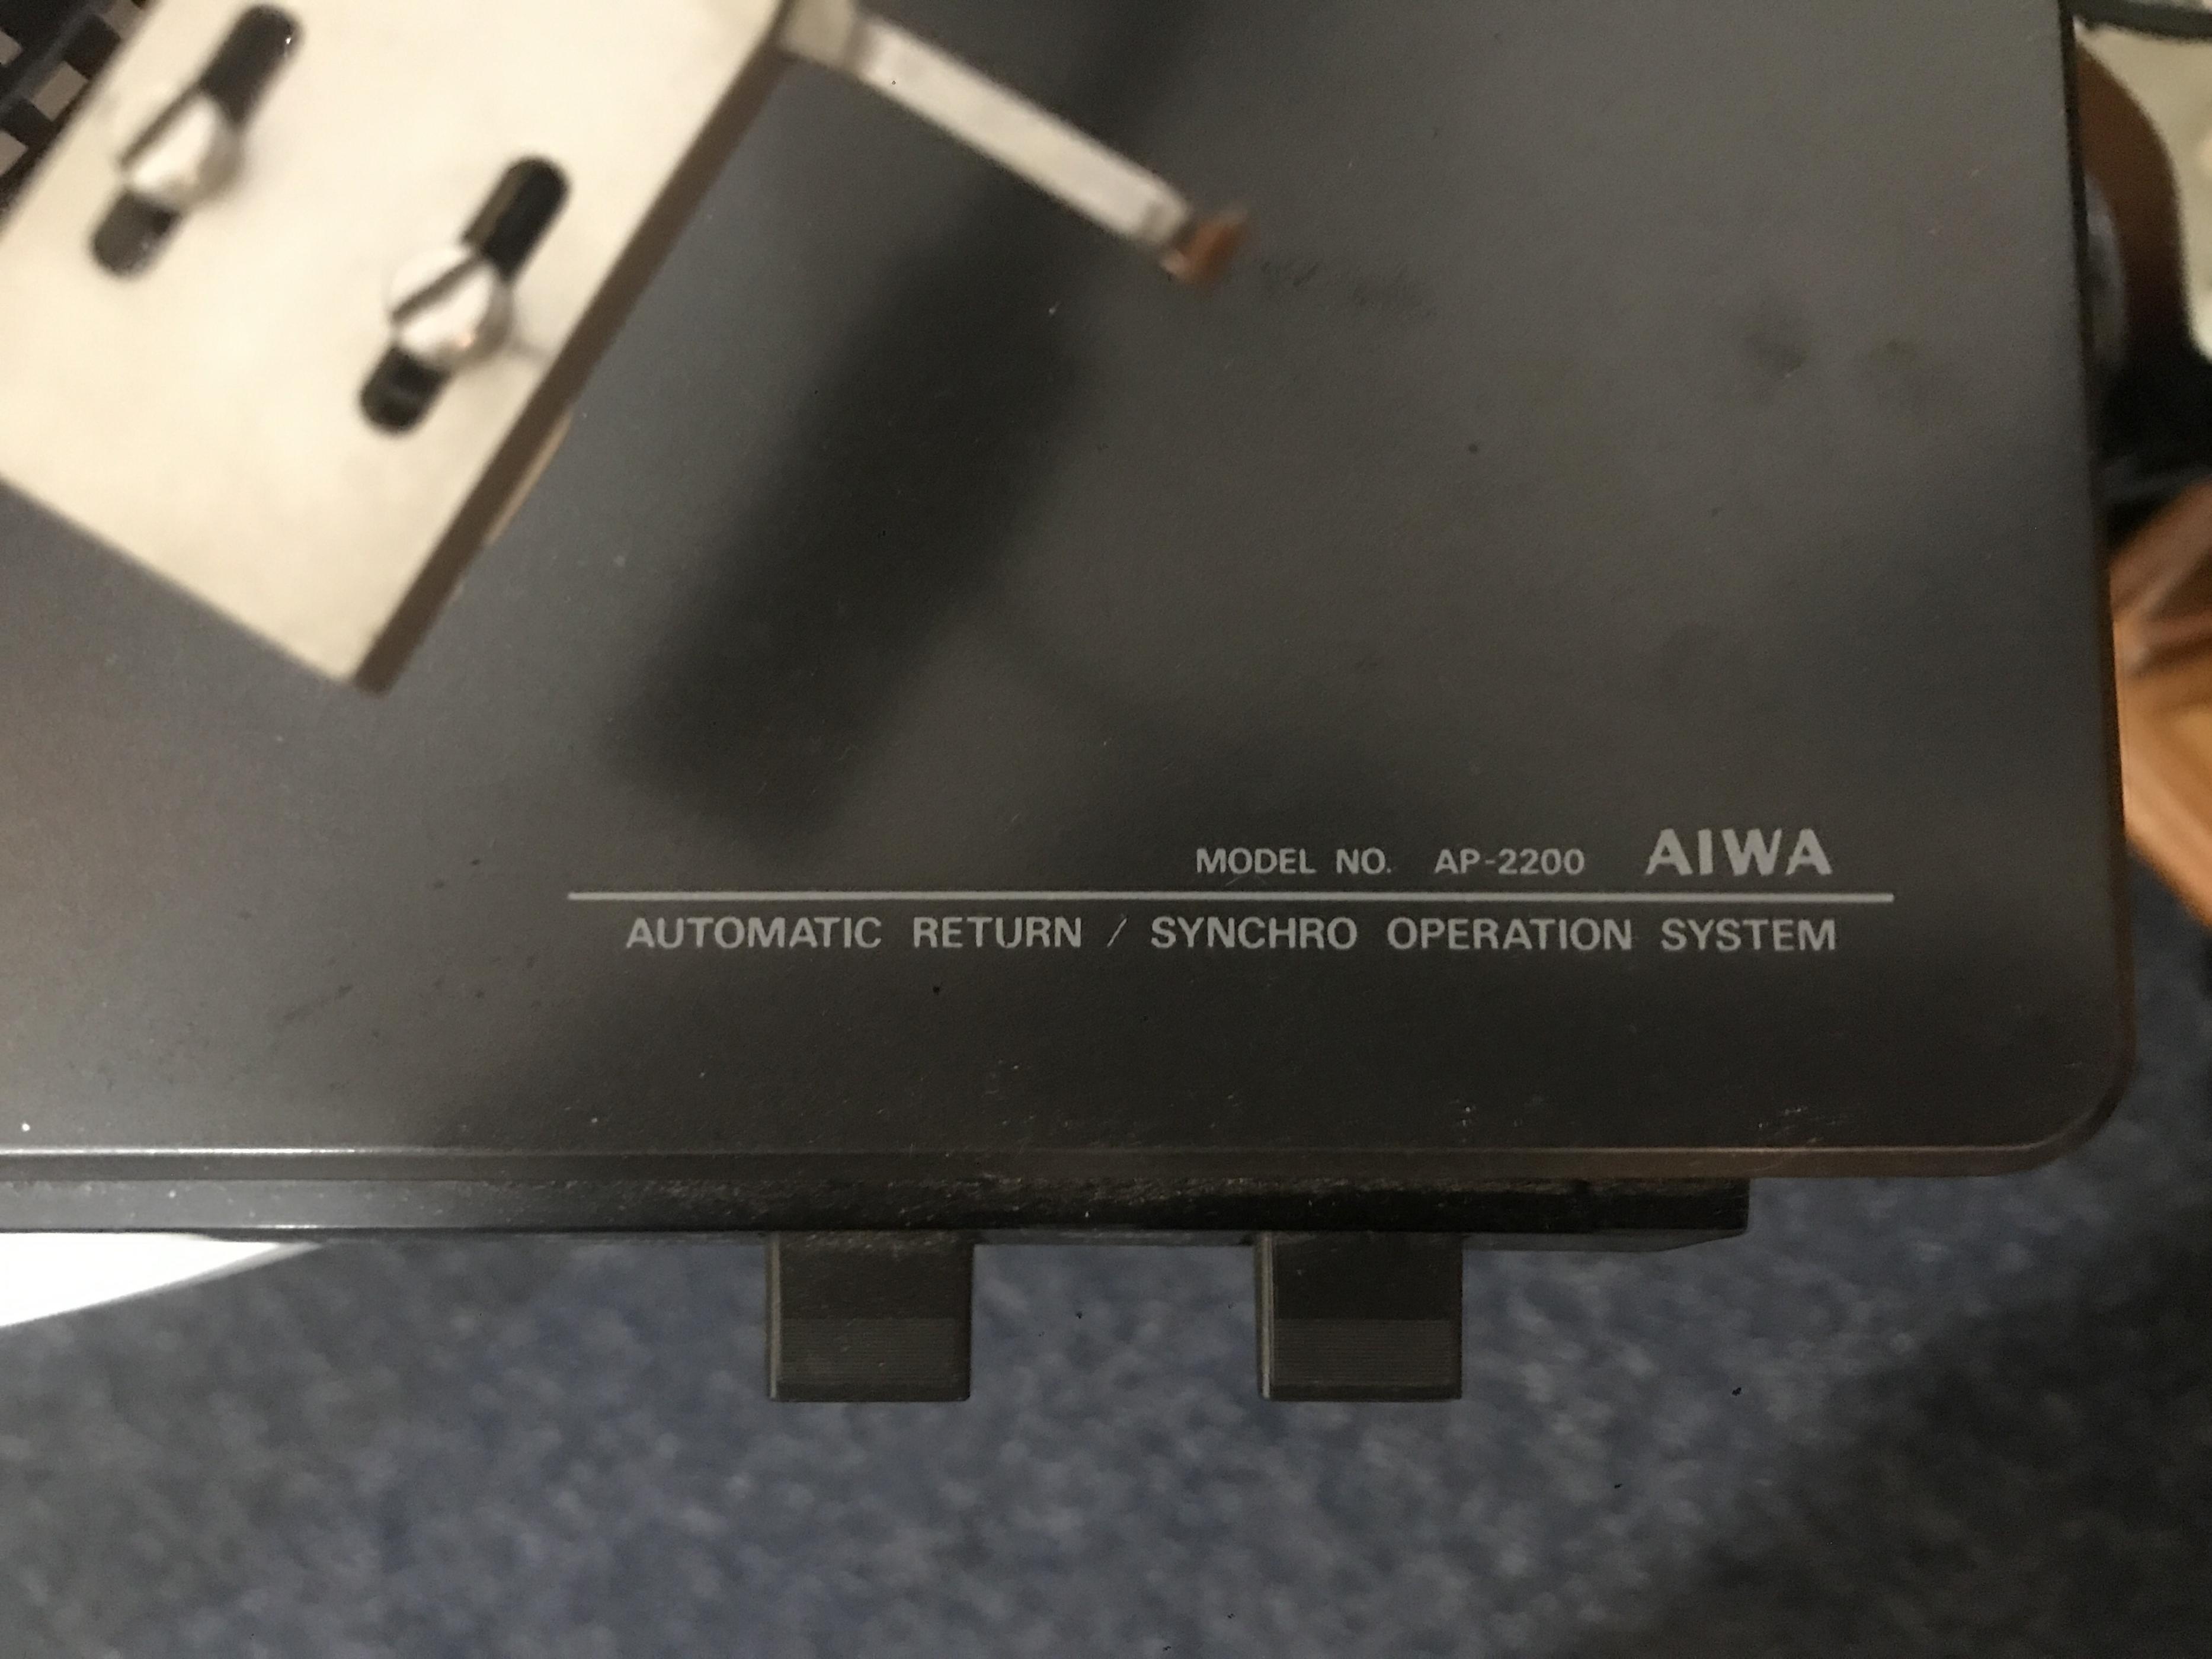 MODEL NO. AP-2200 AIWA
AUTOMATIC RETURN / SYNCHRO OPERATION SYSTEM